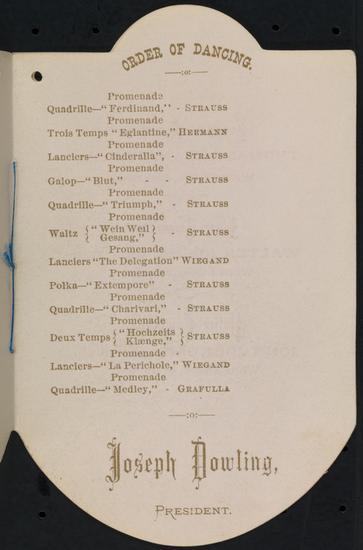 ORDER OF DANCING.
—:o:—
Promenade
Quadrille—"Ferdinand," - STRAUSS
Promenade
Trois Temps "Eglantine," HERMANN
Promenade
Lanciers—"Cinderalla", - STRAUSS
Promenade
Galop—"Blut," - - STRAUSS
Promenade
Quadrille—"Triumph," - STRAUSS
Promenade
Waltz { "Wein Weil Gesang," } - STRAUSS
Promenade
Lanciers "The Delegation" WIEGAND
Promenade
Polka—"Extempore" - STRAUSS
Promenade
Quadrille—"Charivari," - STRAUSS
Promenade
Deux Temps { "Hochzeits Klænge," } STRAUSS
Promenade -
Lanciers—"La Perichole," WIEGAND
Promenade
Quadrille—"Medley," - GRAFULLA
—:o:—
Joseph Dowling,
PRESIDENT.